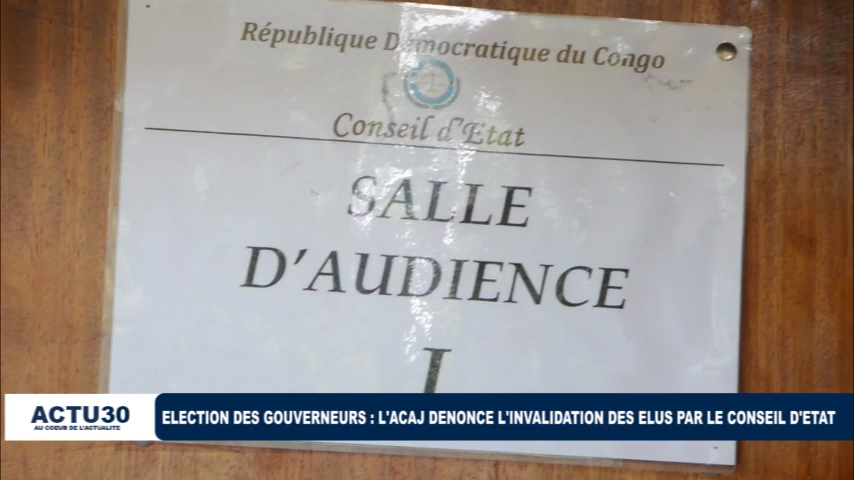 République Démocratique du Congo
Conseil d'Etat
SALLE
D'AUDIENCE
I
ACTU30
AU COEUR DE L'ACTUALITE
ELECTION DES GOUVERNEURS : L'ACAJ DENONCE L'INVALIDATION DES ELUS PAR LE CONSEIL D'ETAT